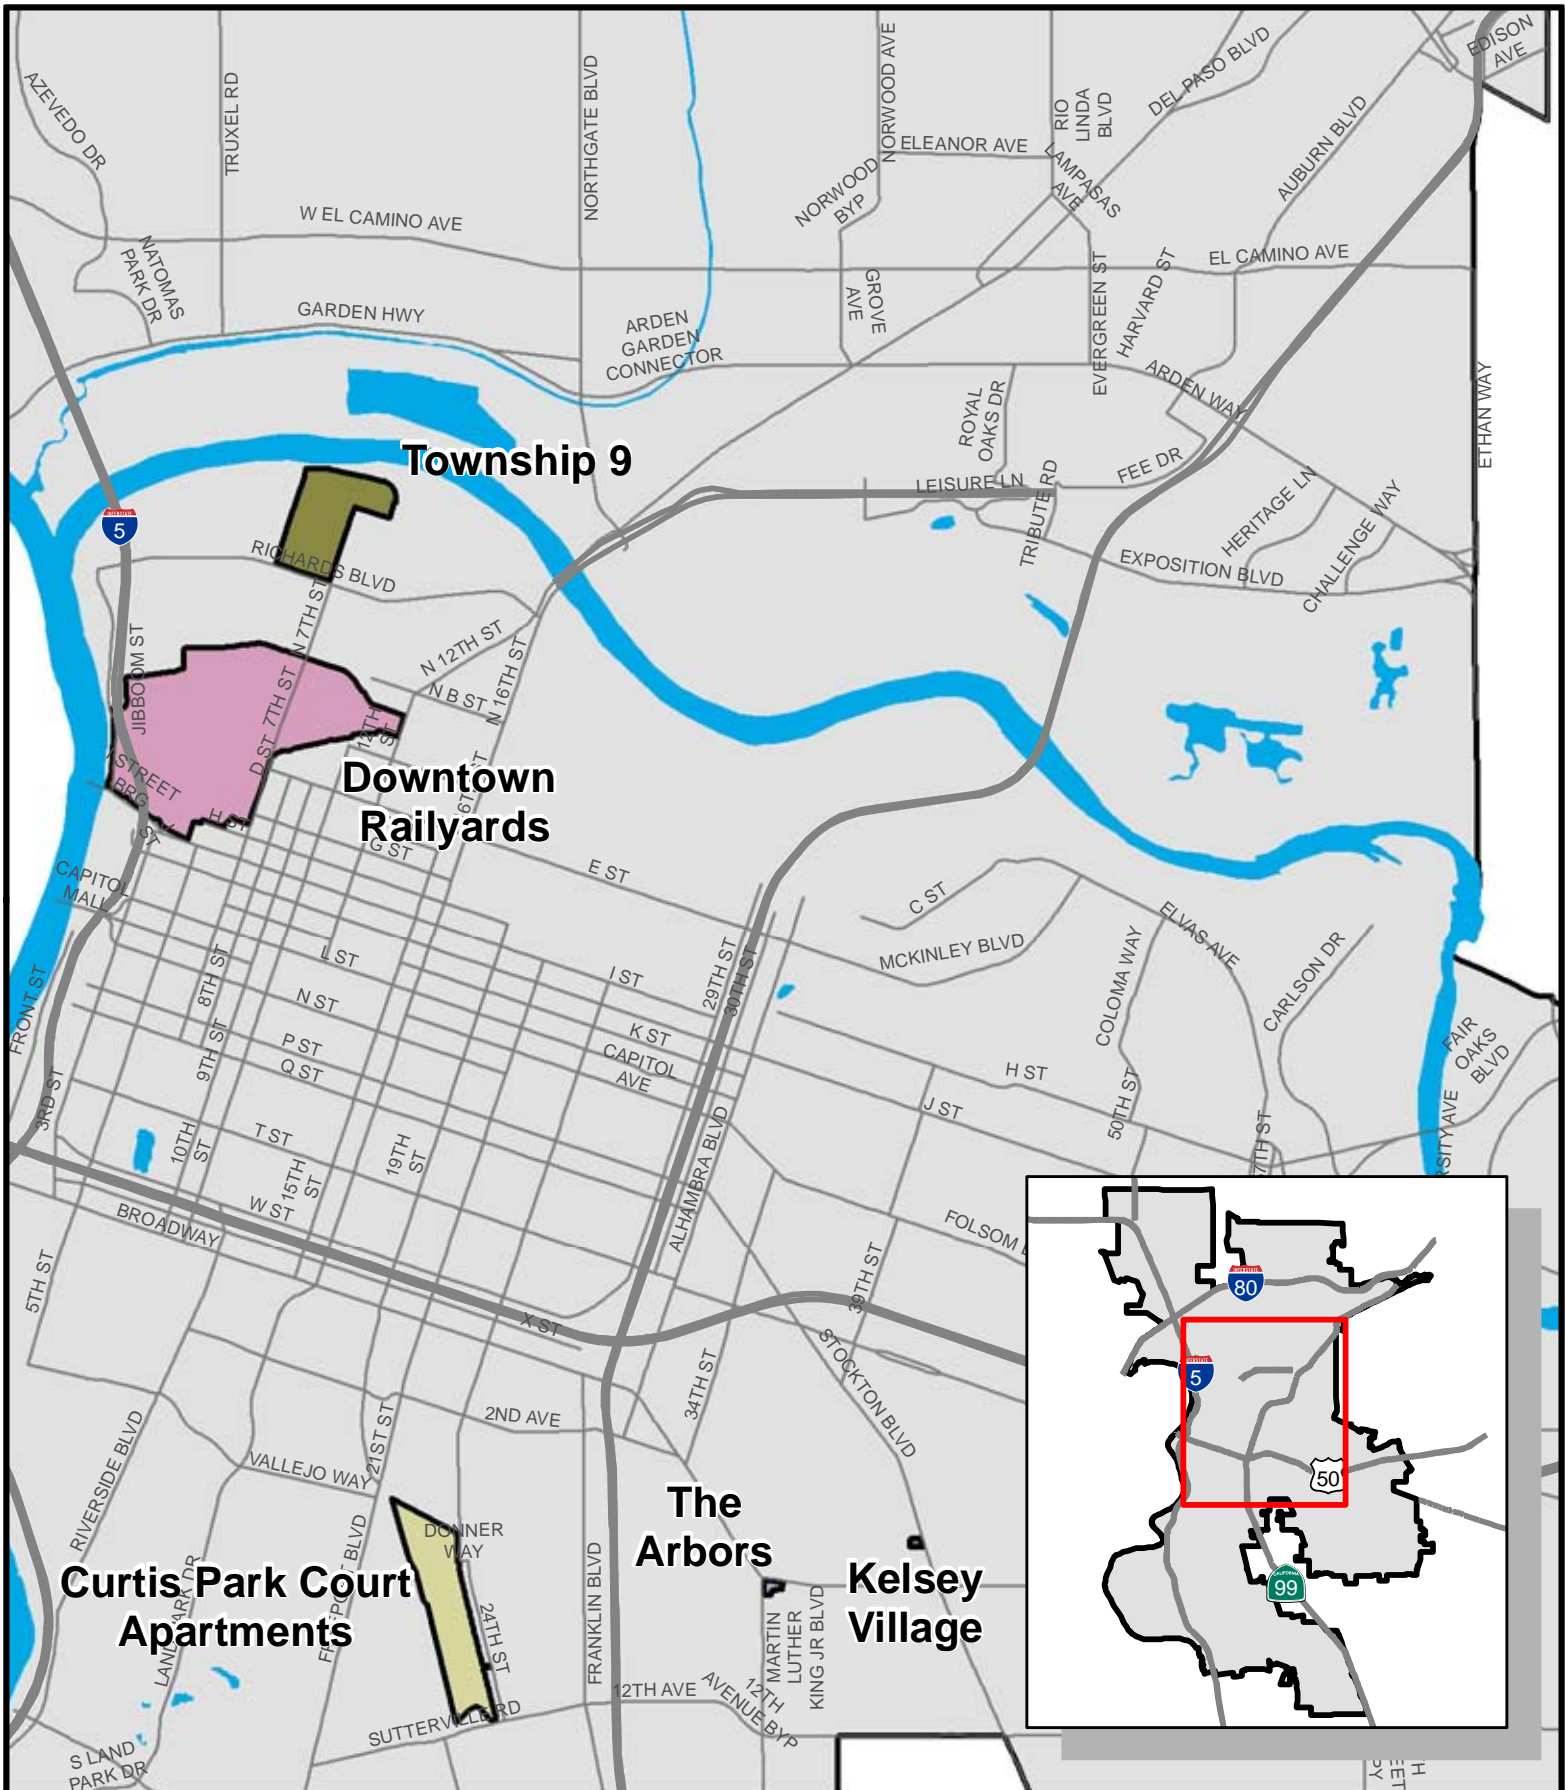 EDISON
AVE
AZEVEDO DR
TRUXEL RD
NORTHGATE BLVD
NORWOOD AVE
RIO
LINDA
BLVD
DEL PASO BLVD
AUBURN BLVD
ELEANOR AVE
LAMPASAS
AVE
NORWOOD
BYP
W EL CAMINO AVE
NATOMAS
PARK DR
GROVE
AVE
EVERGREEN ST
HARVARD ST
EL CAMINO AVE
GARDEN HWY
ARDEN
GARDEN
CONNECTOR
ARDEN WAY
ETHAN WAY
ROYAL
OAKS DR
Township 9
LEISURE LN
TRIBUTE RD
FEE DR
HERITAGE LN
CHALLENGE WAY
EXPOSITION BLVD
INTERSTATE
5
RICHARDS BLVD
N 7TH ST
JIBBOOM ST
N 12TH ST
N B ST
N 16TH ST
7TH ST
D ST
12TH
ST
I STREET
BRG
Downtown
Railyards
H ST
G ST
E ST
CAPITOL
MALL
C ST
MCKINLEY BLVD
ELVAS AVE
COLOMA WAY
CARLSON DR
FAIR
OAKS
BLVD
FRONT ST
8TH ST
L ST
I ST
29TH ST
30TH ST
N ST
K ST
CAPITOL
AVE
P ST
Q ST
9TH ST
H ST
J ST
50TH ST
3RD ST
10TH
ST
T ST
15TH
ST
19TH
ST
ALHAMBRA BLVD
W ST
BROADWAY
5TH ST
X ST
39TH ST
FOLSOM
STOCKTON BLVD
34TH ST
2ND AVE
RIVERSIDE BLVD
VALLEJO WAY
21ST ST
DONNER
WAY
24TH ST
FRANKLIN BLVD
The
Arbors
Kelsey
Village
Curtis Park Court
Apartments
MARTIN
LUTHER
KING JR BLVD
12TH AVE
12TH
AVENUE BYP
SUTTERVILLE RD
S LAND
PARK DR
INTERSTATE
80
INTERSTATE
5
50
CALIFORNIA
99